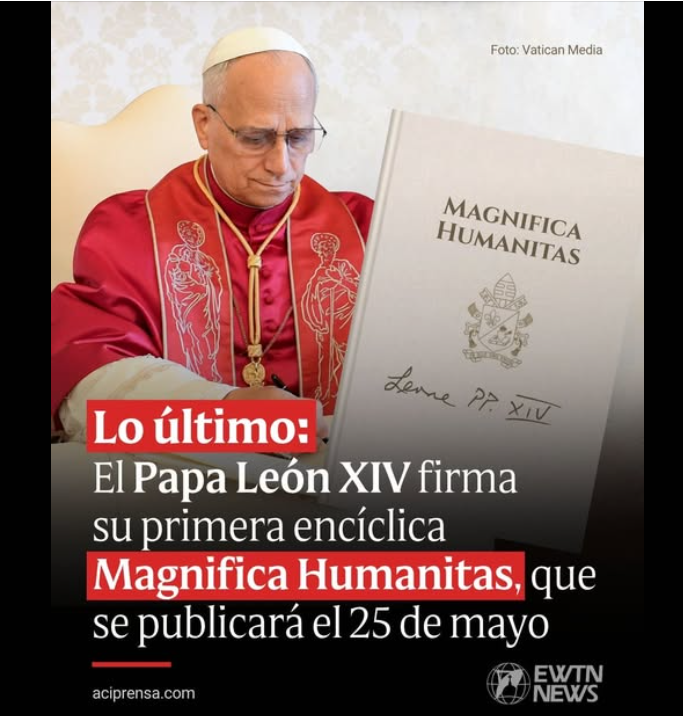 Foto: Vatican Media
MAGNIFICA
HUMANITAS
Leone PP. XIV
Lo último:
El Papa León XIV firma
su primera encíclica
Magnifica Humanitas, que
se publicará el 25 de mayo
aciprensa.com
EWTN
NEWS